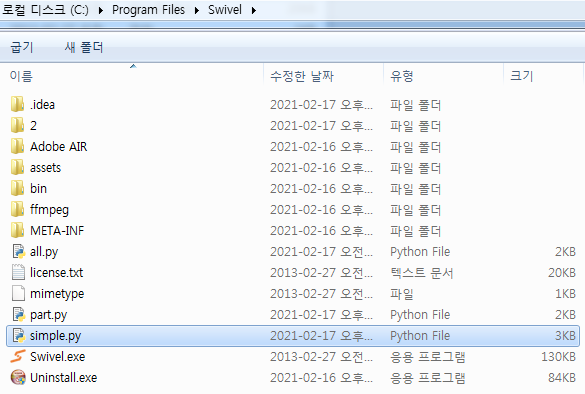 로컬 디스크 (C:) Program Files Swivel
굽기 새 폴더
이름 수정한 날짜 유형 크기
.idea 2021-02-17 오후... 파일 폴더
2 2021-02-17 오후... 파일 폴더
Adobe AIR 2021-02-16 오후... 파일 폴더
assets 2021-02-16 오후... 파일 폴더
bin 2021-02-16 오후... 파일 폴더
ffmpeg 2021-02-16 오후... 파일 폴더
META-INF 2021-02-16 오후... 파일 폴더
all.py 2021-02-17 오전... Python File 2KB
license.txt 2013-02-27 오전... 텍스트 문서 20KB
mimetype 2013-02-27 오전... 파일 1KB
part.py 2021-02-17 오후... Python File 2KB
simple.py 2021-02-17 오후... Python File 3KB
Swivel.exe 2013-02-27 오전... 응용 프로그램 130KB
Uninstall.exe 2021-02-16 오후... 응용 프로그램 84KB